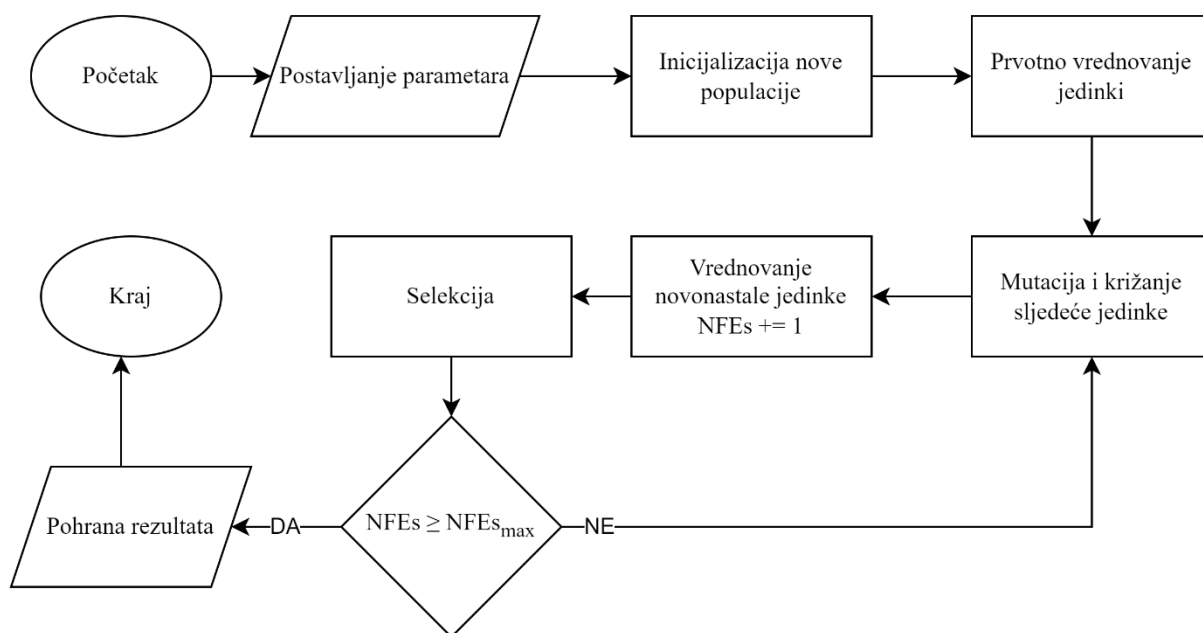 Početak
Postavljanje parametara
Inicijalizacija nove
populacije
Prvotno vrednovanje
jedinki
Mutacija i križanje
sljedeće jedinke
Vrednovanje
novonastale jedinke
NFEs += 1
Selekcija
Kraj
NFEs ≥ NFEsmax
DA
NE
Pohrana rezultata